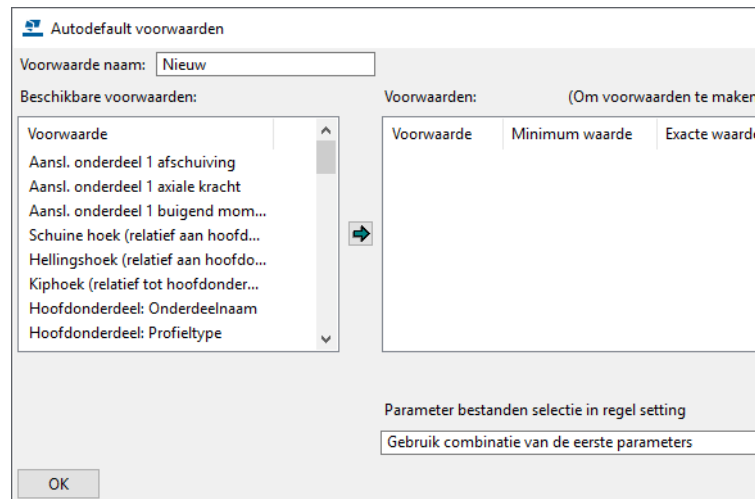 Autodefault voorwaarden
Voorwaarde naam: Nieuw
Beschikbare voorwaarden:
Voorwaarde
Aansl. onderdeel 1 afschuiving
Aansl. onderdeel 1 axiale kracht
Aansl. onderdeel 1 buigend mom...
Schuine hoek (relatief aan hoofd...
Hellingshoek (relatief aan hoofdo...
Kiphoek (relatief tot hoofdonder...
Hoofdonderdeel: Onderdeelnaam
Hoofdonderdeel: Profieltype
Voorwaarden: (Om voorwaarden te maken
Voorwaarde Minimum waarde Exacte waarde
Parameter bestanden selectie in regel setting
Gebruik combinatie van de eerste parameters
OK